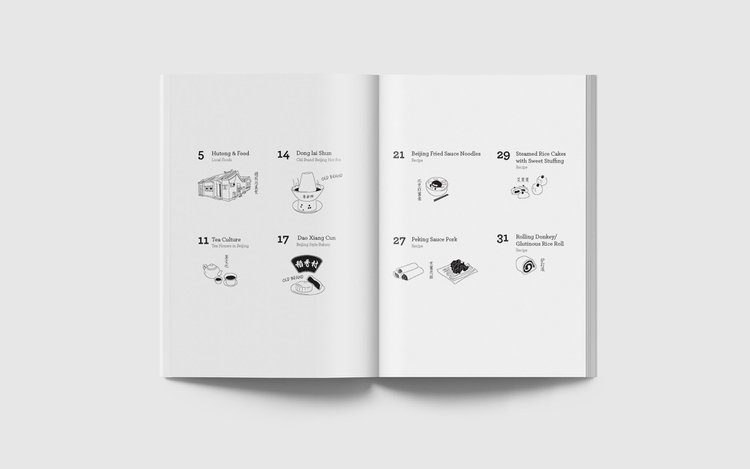 5 Hutong & Food
Local Foods
14 Dong lai Shun
Old Brand Beijing Hot Pot
OLD BRAND
11 Tea Culture
Tea Houses in Beijing
17 Dao Xiang Cun
Beijing Style Bakery
稻香村
OLD BRAND
21 Beijing Fried Sauce Noodles
Recipe
29 Steamed Rice Cakes
with Sweet Stuffing
Recipe
艾窝窝
27 Peking Sauce Pork
Recipe
31 Rolling Donkey/
Glutinous Rice Roll
Recipe